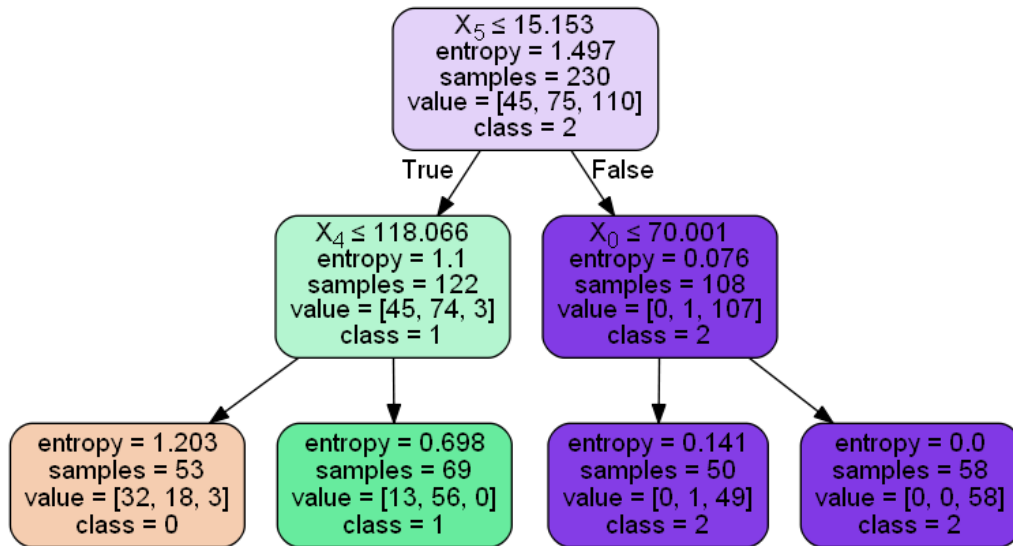 X₅ ≤ 15.153
entropy = 1.497
samples = 230
value = [45, 75, 110]
class = 2
True
False
X₄ ≤ 118.066
entropy = 1.1
samples = 122
value = [45, 74, 3]
class = 1
X₀ ≤ 70.001
entropy = 0.076
samples = 108
value = [0, 1, 107]
class = 2
entropy = 1.203
samples = 53
value = [32, 18, 3]
class = 0
entropy = 0.698
samples = 69
value = [13, 56, 0]
class = 1
entropy = 0.141
samples = 50
value = [0, 1, 49]
class = 2
entropy = 0.0
samples = 58
value = [0, 0, 58]
class = 2